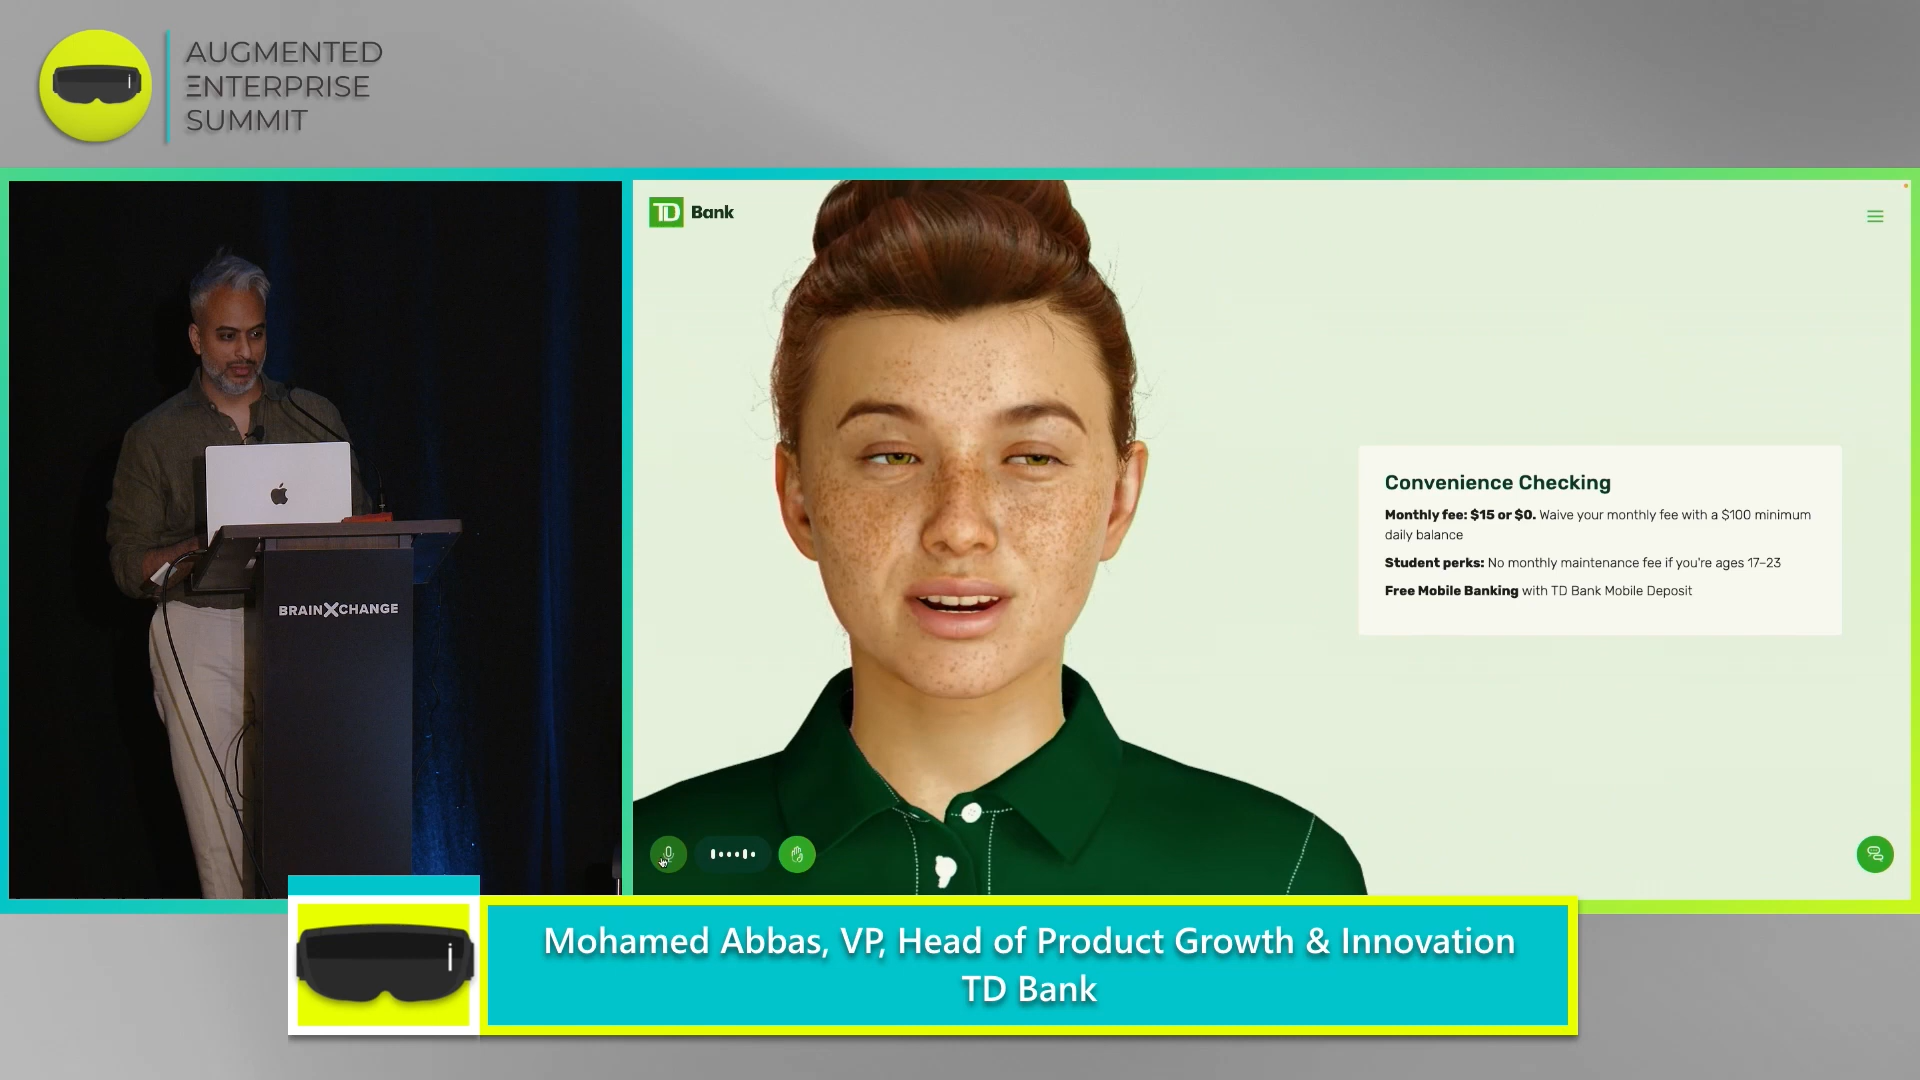 AUGMENTED
ENTERPRISE
SUMMIT
TD Bank
Convenience Checking
Monthly fee: $15 or $0. Waive your monthly fee with a $100 minimum
daily balance
Student perks: No monthly maintenance fee if you're ages 17–23
Free Mobile Banking with TD Bank Mobile Deposit
BRAINXCHANGE
Mohamed Abbas, VP, Head of Product Growth & Innovation
TD Bank